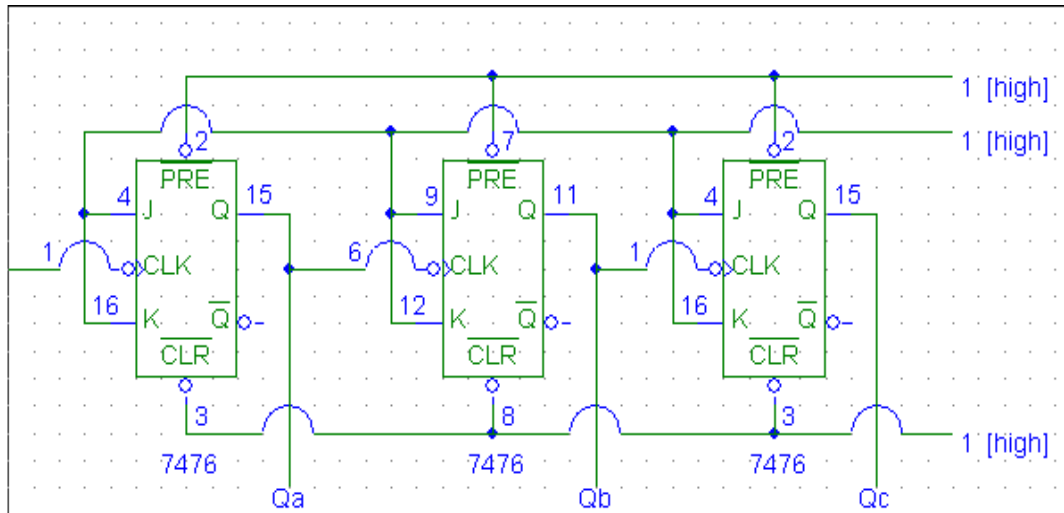 1 [high]
1 [high]
2 7 2
PRE PRE PRE
4 J Q 15 9 J Q 11 4 J Q 15
1 CLK 6 CLK 1 CLK
16 K Q 12 K Q 16 K Q
CLR CLR CLR
3 8 3
1 [high]
7476 7476 7476
Qa Qb Qc